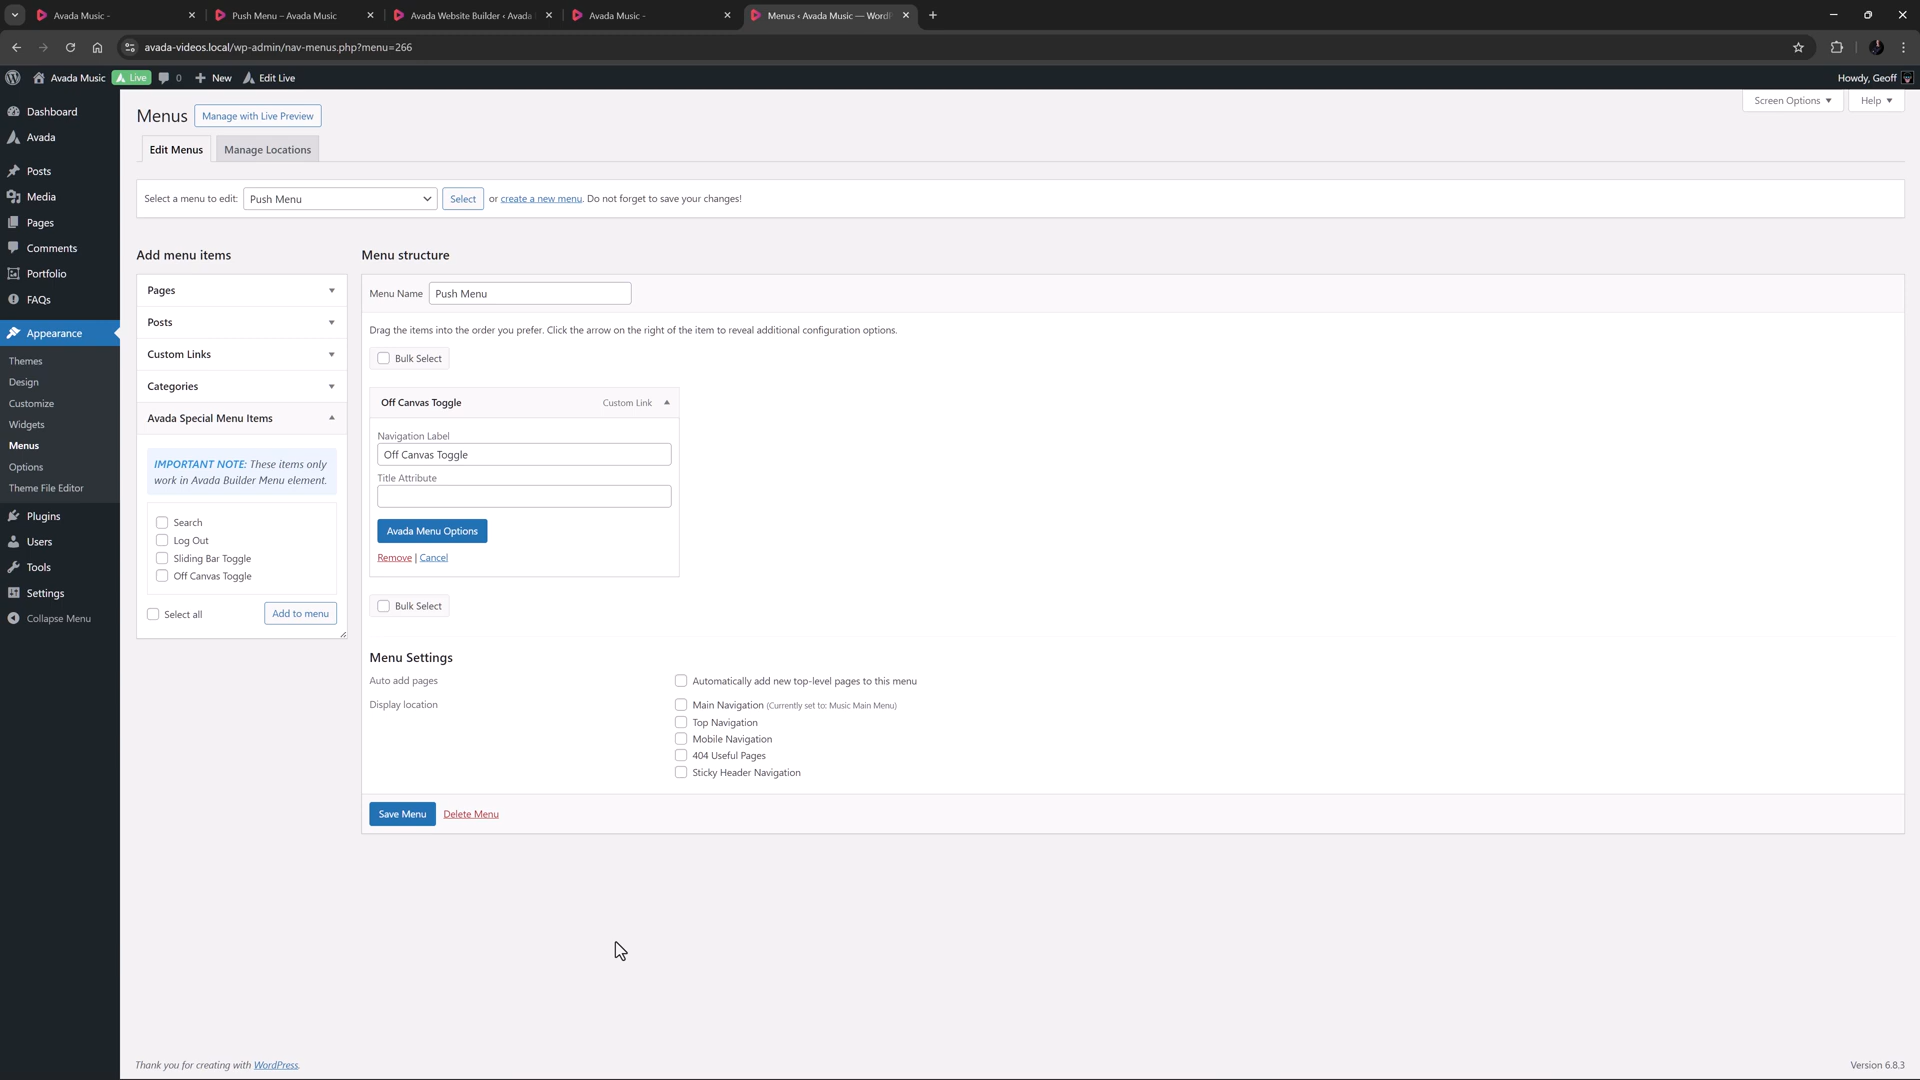 Avada Music -
Push Menu – Avada Music
Avada Website Builder ‹ Avada
Avada Music -
Menus ‹ Avada Music — WordP
avada-videos.local/wp-admin/nav-menus.php?menu=266
Avada Music
Live
0
New
Edit Live
Howdy, Geoff
Dashboard
Avada
Posts
Media
Pages
Comments
Portfolio
FAQs
Appearance
Themes
Design
Customize
Widgets
Menus
Options
Theme File Editor
Plugins
Users
Tools
Settings
Collapse Menu
Menus
Manage with Live Preview
Screen Options
Help
Edit Menus
Manage Locations
Select a menu to edit: Push Menu Select or create a new menu. Do not forget to save your changes!
Add menu items
Pages
Posts
Custom Links
Categories
Avada Special Menu Items
IMPORTANT NOTE: These items only
work in Avada Builder Menu element.
Search
Log Out
Sliding Bar Toggle
Off Canvas Toggle
Select all
Add to menu
Menu structure
Menu Name Push Menu
Drag the items into the order you prefer. Click the arrow on the right of the item to reveal additional configuration options.
Bulk Select
Off Canvas Toggle Custom Link
Navigation Label
Off Canvas Toggle
Title Attribute
Avada Menu Options
Remove | Cancel
Bulk Select
Menu Settings
Auto add pages
Automatically add new top-level pages to this menu
Display location
Main Navigation (Currently set to: Music Main Menu)
Top Navigation
Mobile Navigation
404 Useful Pages
Sticky Header Navigation
Save Menu Delete Menu
Thank you for creating with WordPress.
Version 6.8.3